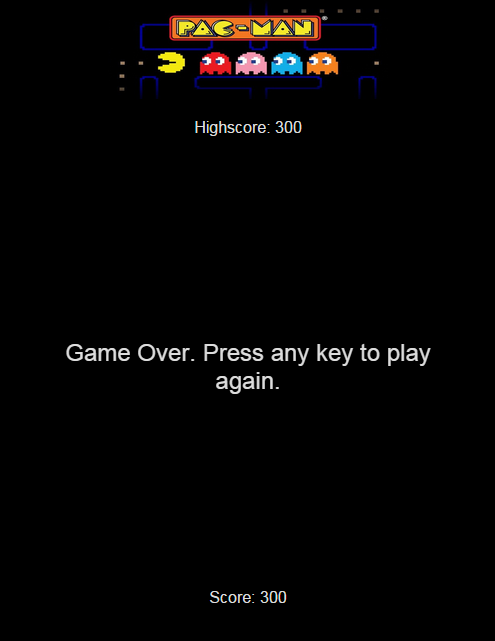 PAC-MAN®
Highscore: 300
Game Over. Press any key to play
again.
Score: 300